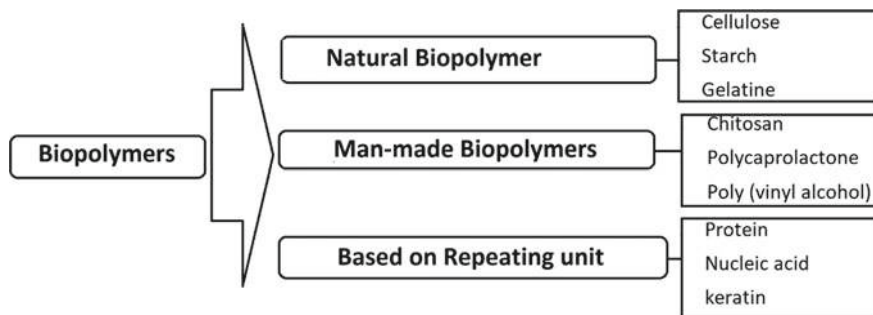 Biopolymers
Natural Biopolymer
Cellulose
Starch
Gelatine
Man-made Biopolymers
Chitosan
Polycaprolactone
Poly (vinyl alcohol)
Based on Repeating unit
Protein
Nucleic acid
keratin